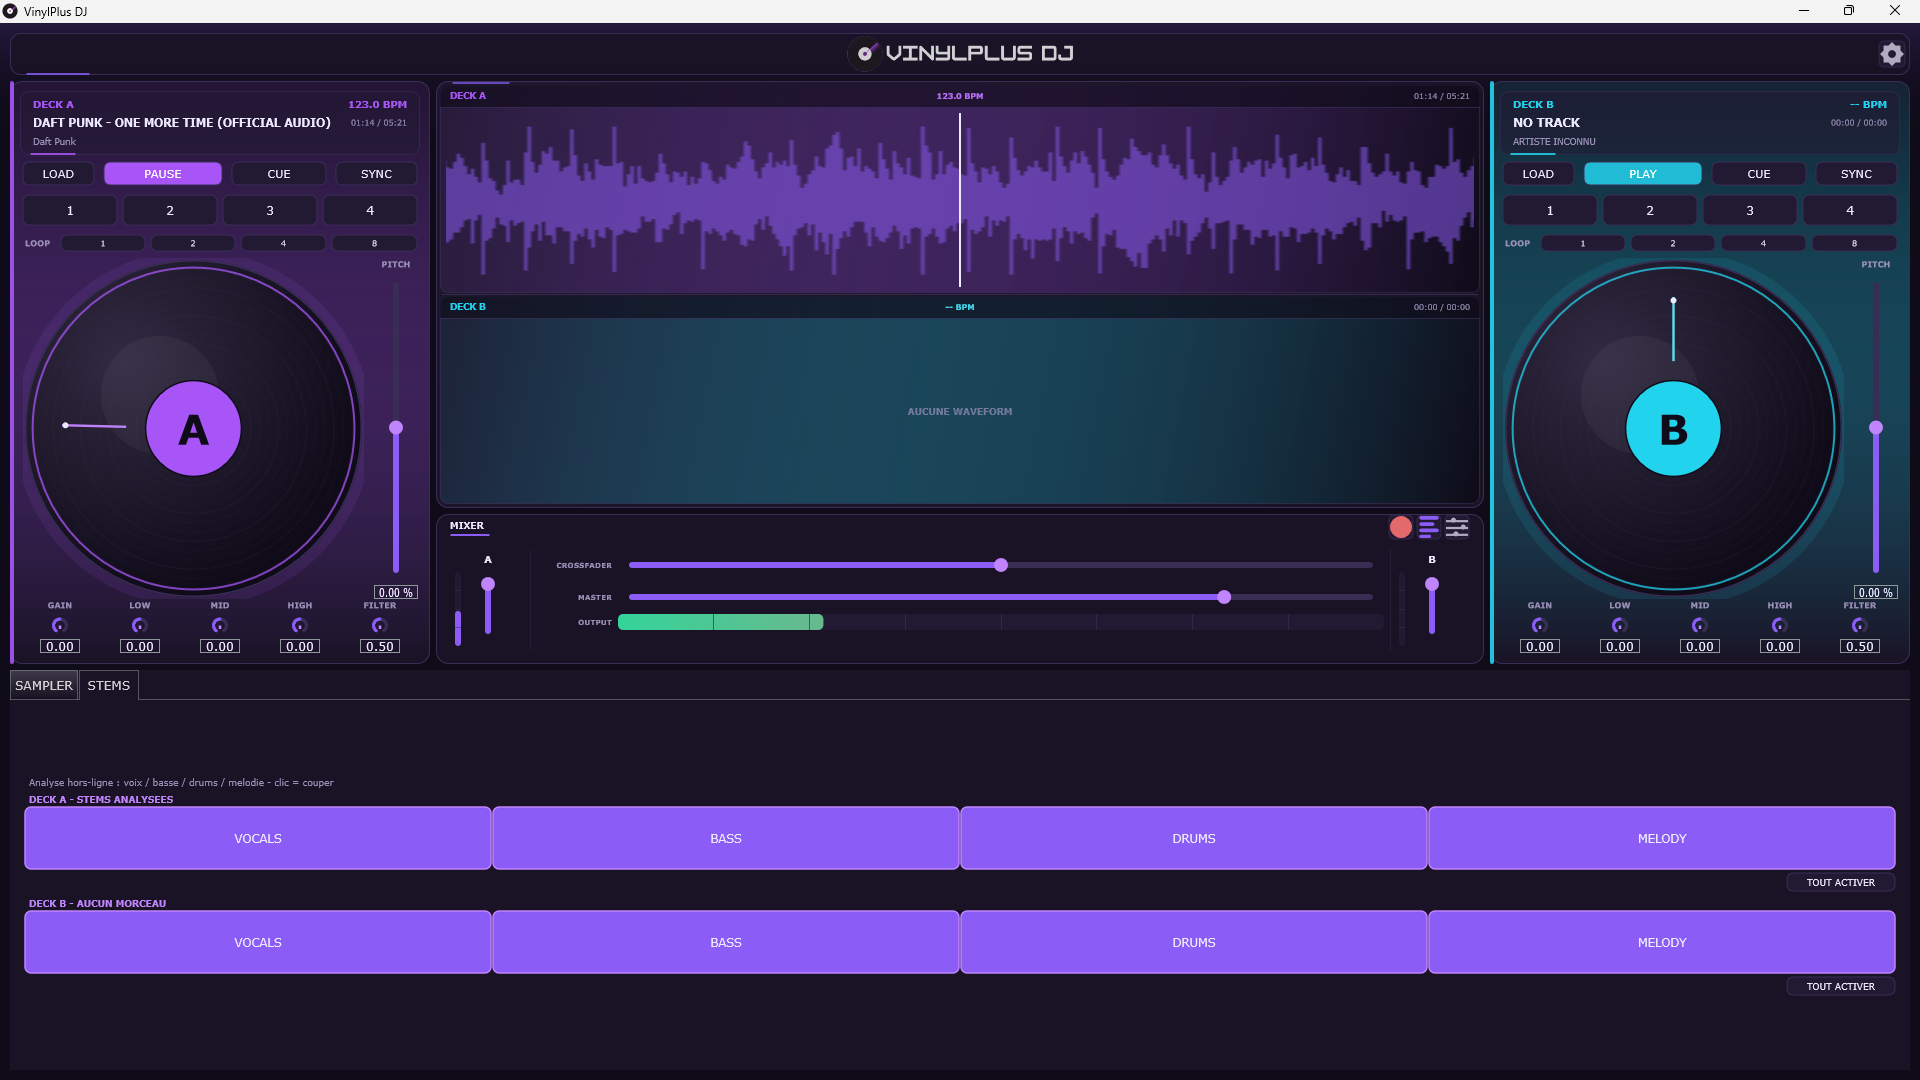 VinylPlus DJ
VINYLPLUS DJ
DECK A
123.0 BPM
DAFT PUNK - ONE MORE TIME (OFFICIAL AUDIO)
01:14 / 05:21
Daft Punk
LOAD
PAUSE
CUE
SYNC
1
2
3
4
LOOP
1
2
4
8
PITCH
A
0.00 %
GAIN
LOW
MID
HIGH
FILTER
0.00
0.00
0.00
0.00
0.50
DECK A
123.0 BPM
01:14 / 05:21
DECK B
-- BPM
00:00 / 00:00
AUCUNE WAVEFORM
MIXER
A
CROSSFADER
MASTER
OUTPUT
B
DECK B
-- BPM
NO TRACK
00:00 / 00:00
ARTISTE INCONNU
LOAD
PLAY
CUE
SYNC
1
2
3
4
LOOP
1
2
4
8
PITCH
B
0.00 %
GAIN
LOW
MID
HIGH
FILTER
0.00
0.00
0.00
0.00
0.50
SAMPLER
STEMS
Analyse hors-ligne : voix / basse / drums / melodie - clic = couper
DECK A - STEMS ANALYSEES
VOCALS
BASS
DRUMS
MELODY
TOUT ACTIVER
DECK B - AUCUN MORCEAU
VOCALS
BASS
DRUMS
MELODY
TOUT ACTIVER